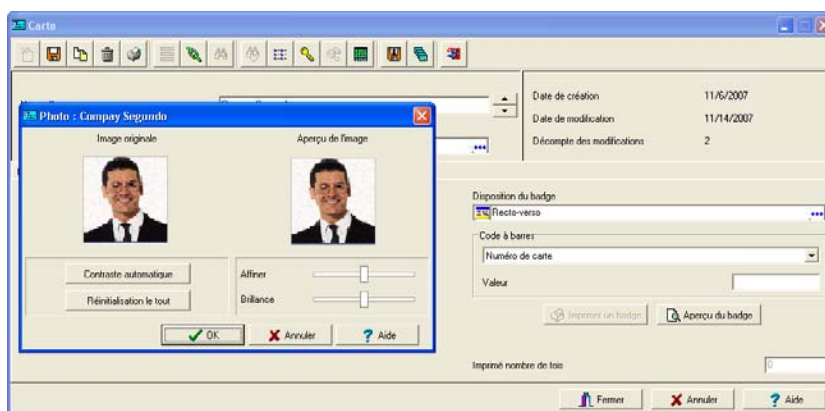 Carte
Date de création 11/6/2007
Date de modification 11/14/2007
Décompte des modifications 2
Photo : Compay Segundo
Image originale
Aperçu de l'image
Contraste automatique
Réinitialisation le tout
Affiner
Brillance
OK
Annuler
Aide
Disposition du badge
Recto-verso
Code à barres
Numéro de carte
Valeur
Imprimer un badge
Aperçu du badge
Imprimé nombre de fois 0
Fermer
Annuler
Aide